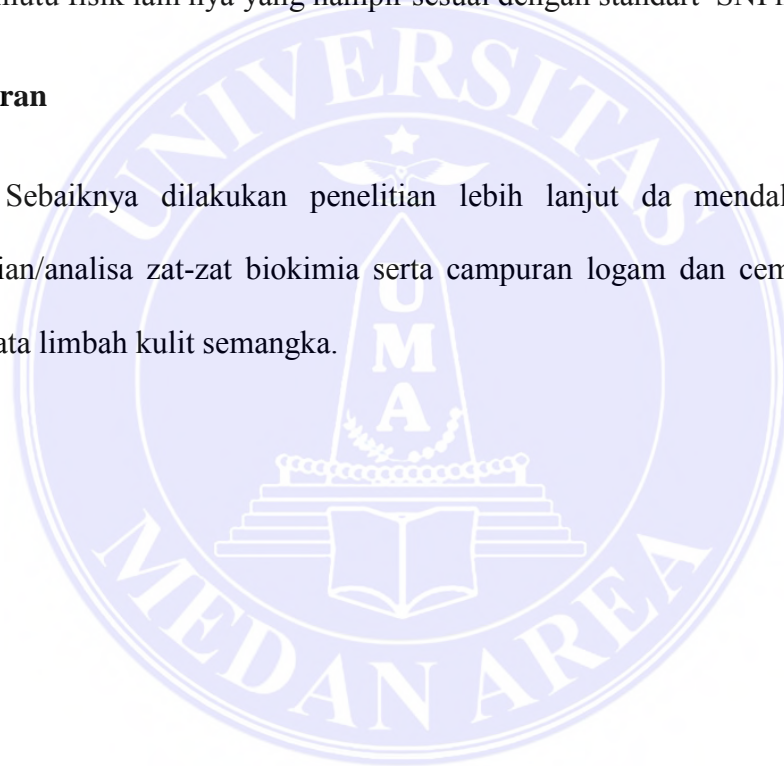 mutu fisik lain nya yang hampir sesuai dengan standart SNI
ran
Sebaiknya dilakukan penelitian lebih lanjut da mendal
ian/analisa zat-zat biokimia serta campuran logam dan cem
ata limbah kulit semangka.
UNIVERSITAS
UMA
MEDAN AREA